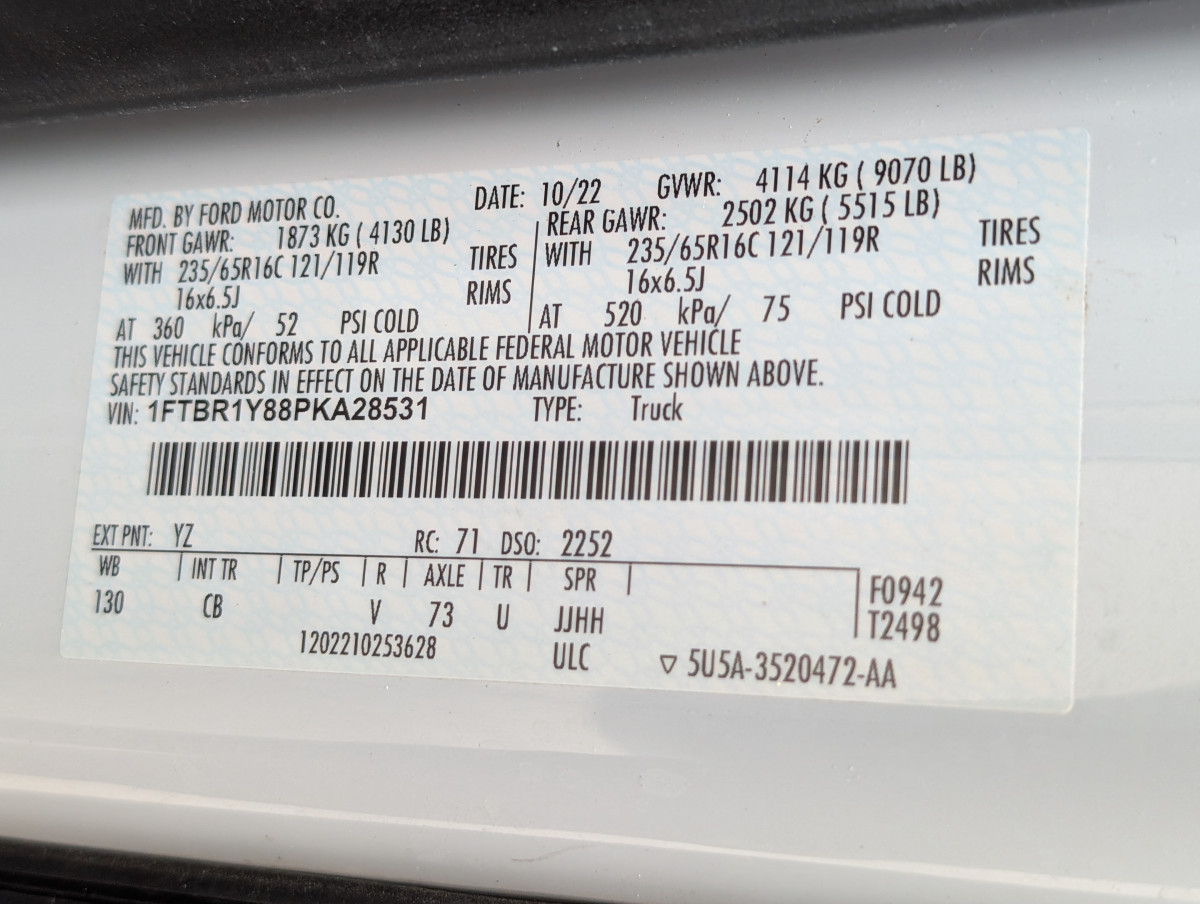 MFD. BY FORD MOTOR CO. DATE: 10/22 GVWR: 4114 KG ( 9070 LB)
FRONT GAWR: 1873 KG ( 4130 LB) REAR GAWR: 2502 KG ( 5515 LB)
WITH 235/65R16C 121/119R TIRES WITH 235/65R16C 121/119R TIRES
16x6.5J RIMS 16x6.5J RIMS
AT 360 kPa/ 52 PSI COLD AT 520 kPa/ 75 PSI COLD
THIS VEHICLE CONFORMS TO ALL APPLICABLE FEDERAL MOTOR VEHICLE
SAFETY STANDARDS IN EFFECT ON THE DATE OF MANUFACTURE SHOWN ABOVE.
VIN: 1FTBR1Y88PKA28531 TYPE: Truck
EXT PNT: YZ RC: 71 DSO: 2252
WB INT TR TP/PS R AXLE TR SPR F0942
130 CB V 73 U JJHH T2498
1202210253628 ULC ▽ 5U5A-3520472-AA